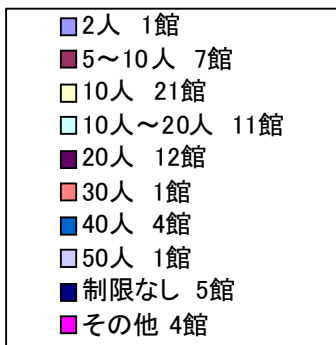 2人　1館
5～10人　7館
10人　21館
10人～20人　11館
20人　12館
30人　1館
40人　4館
50人　1館
制限なし　5館
その他 4館